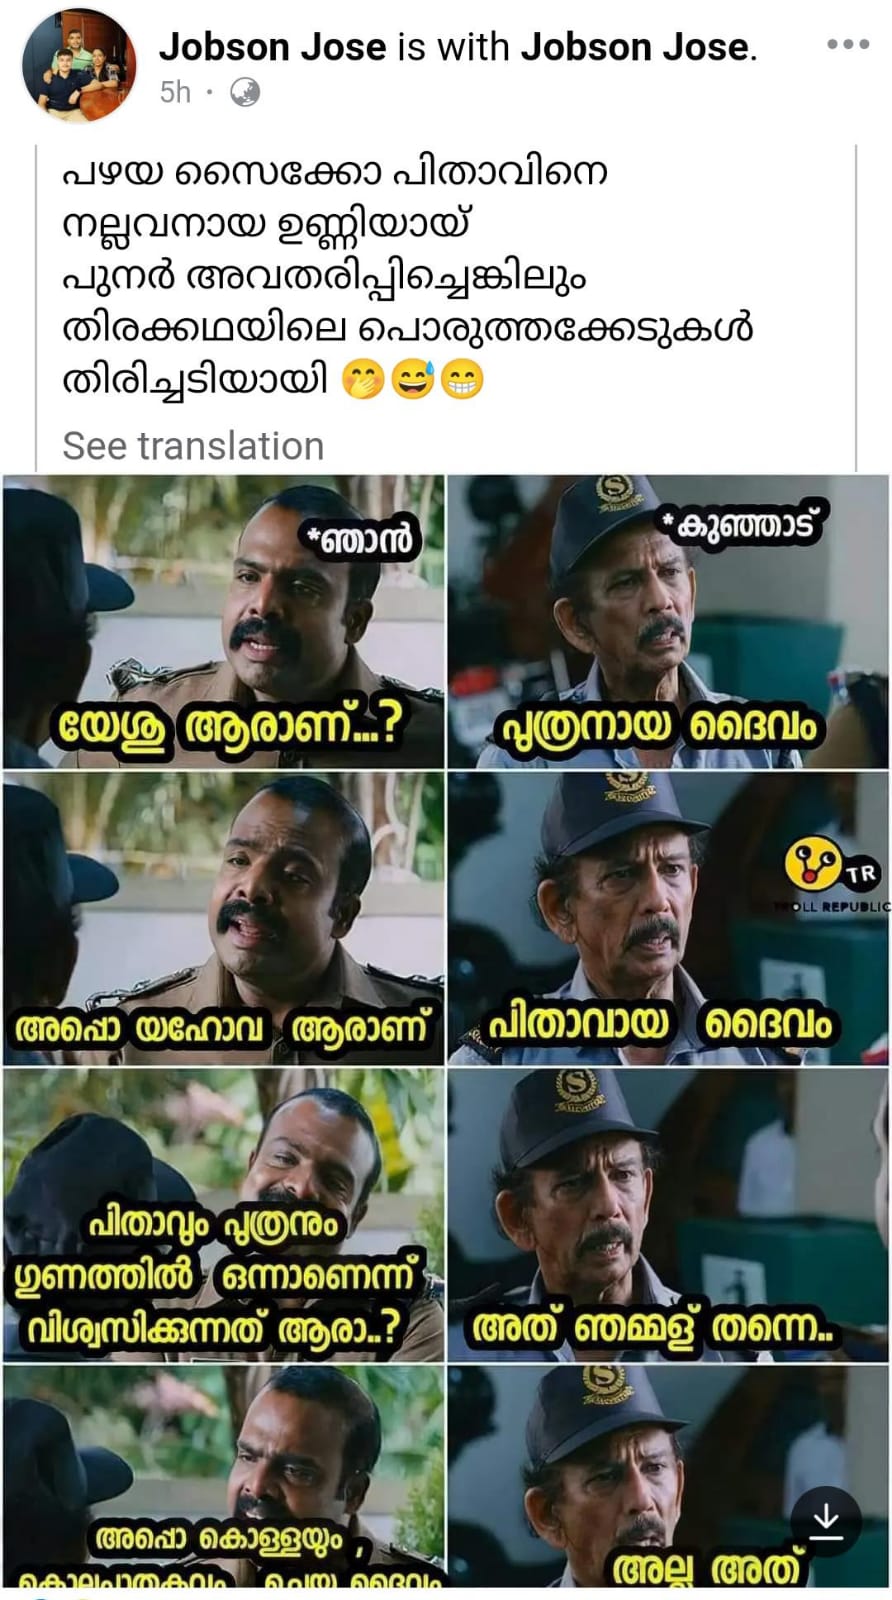 Jobson Jose is with Jobson Jose.
5h
പഴയ സൈക്കോ പിതാവിനെ
നല്ലവനായ ഉണ്ണിയായ്
പുനർ അവതരിപ്പിച്ചെങ്കിലും
തിരക്കഥയിലെ പൊരുത്തക്കേടുകൾ
തിരിച്ചടിയായി 🤭😅😁
See translation
*ഞാൻ
യേശു ആരാണ്...?
*കുഞ്ഞാട്
പുത്രനായ ദൈവം
അപ്പൊ യഹോവ ആരാണ്
TR
TROLL REPUBLIC
പിതാവായ ദൈവം
പിതാവും പുത്രനും
ഗുണത്തിൽ ഒന്നാണെന്ന്
വിശ്വസിക്കുന്നത് ആരാ..?
അത് ഞമ്മള് തന്നെ..
അപ്പൊ കൊള്ളയും ,
കൊലപാതകവും ചെയ്ത ദൈവം
അല്ല അത്